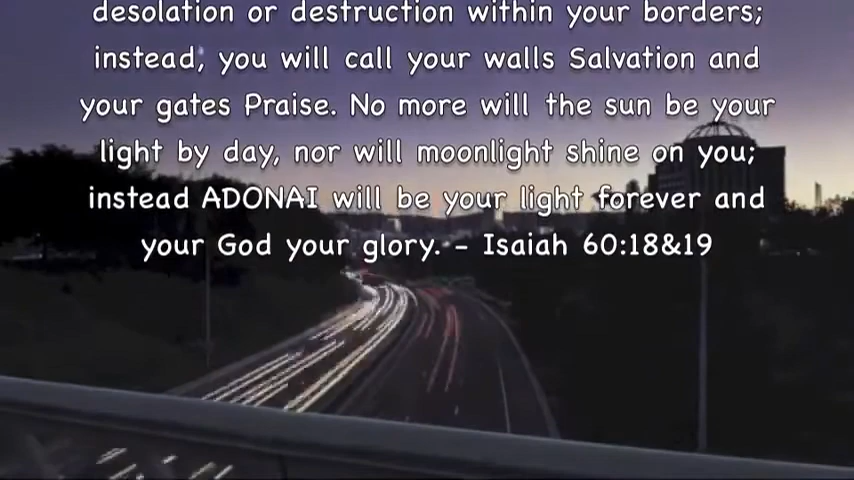 desolation or destruction within your borders;
instead, you will call your walls Salvation and
your gates Praise. No more will the sun be your
light by day, nor will moonlight shine on you;
instead ADONAI will be your light forever and
your God your glory. - Isaiah 60:18&19